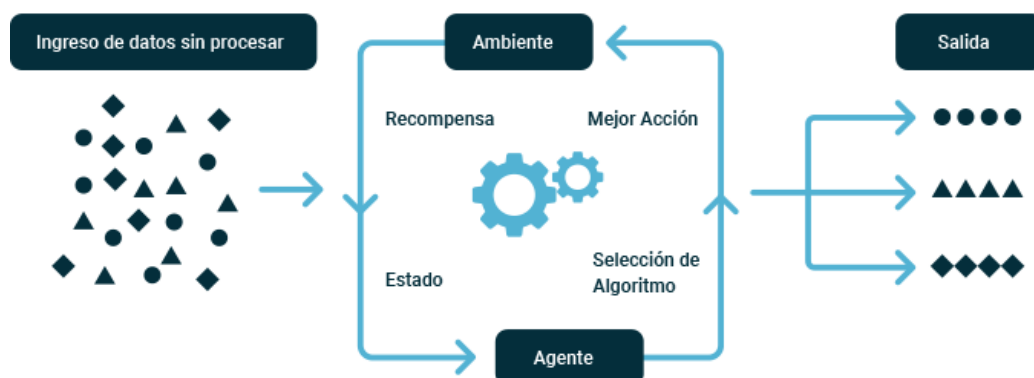 Ingreso de datos sin procesar
Ambiente
Salida
Recompensa
Mejor Acción
Estado
Selección de
Algoritmo
Agente